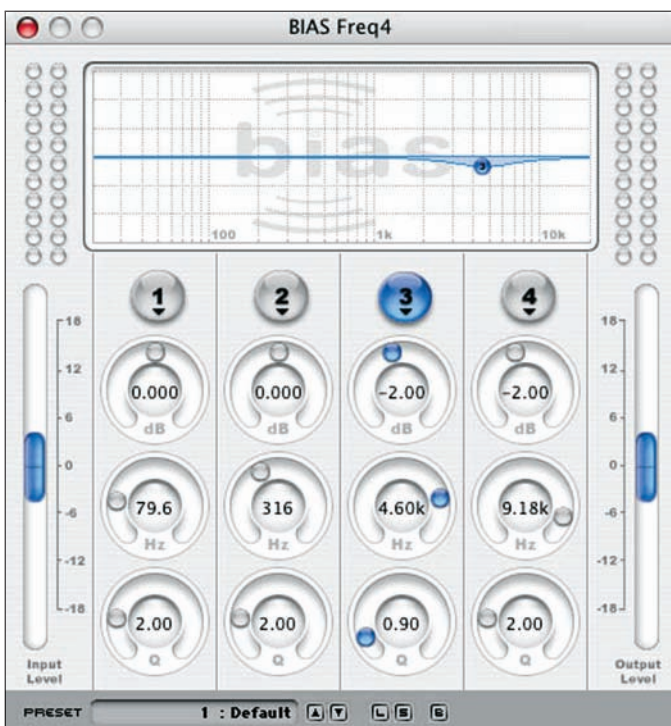 BIAS Freq4
bias
3
100 1k 10k
1 2 3 4
18 18
12 0.000 0.000 -2.00 -2.00 12
dB dB dB dB
6 6
0 0
-6 79.6 316 4.60k 9.18k -6
Hz Hz Hz Hz
-12 -12
-18 2.00 2.00 0.90 2.00 -18
Q Q Q Q
Input Level Output Level
PRESET 1 : Default L S